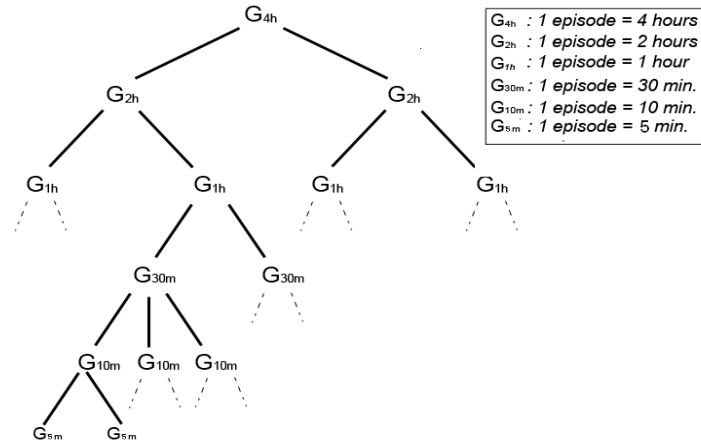 G4h
G4h : 1 episode = 4 hours
G2h : 1 episode = 2 hours
G1h : 1 episode = 1 hour
G30m : 1 episode = 30 min.
G10m : 1 episode = 10 min.
G5m : 1 episode = 5 min.
G2h G2h
G1h G1h G1h G1h
G30m G30m
G10m G10m G10m
G5m G5m